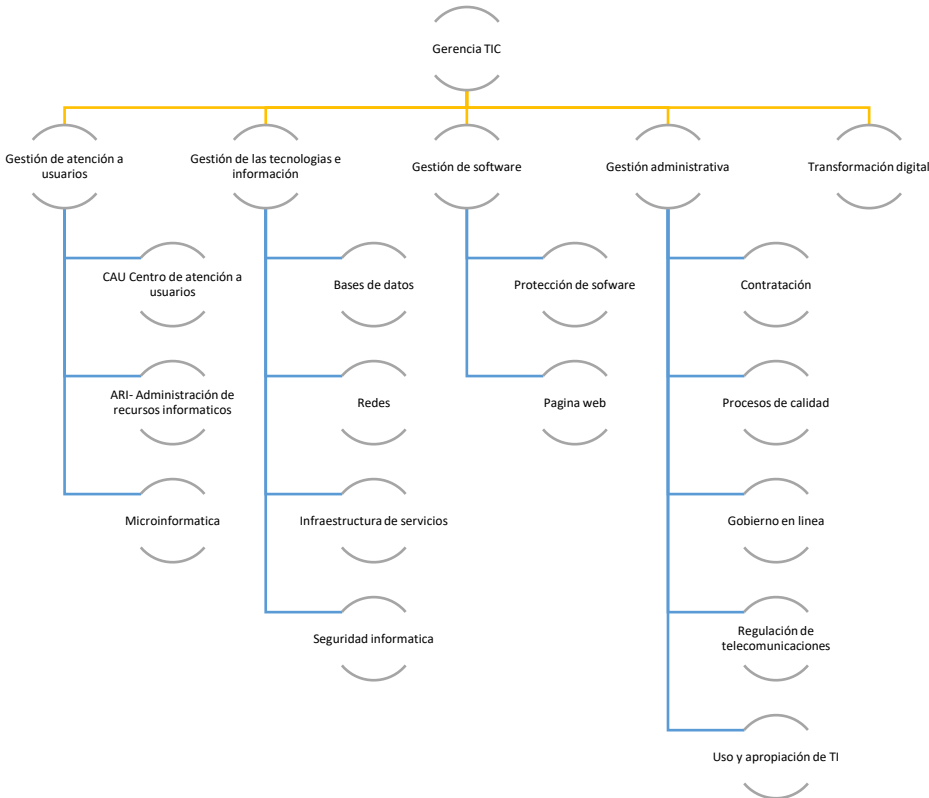 Gerencia TIC
Gestión de atención a
usuarios
Gestión de las tecnologias e
información
Gestión de software
Gestión administrativa
Transformación digital
CAU Centro de atención a
usuarios
Bases de datos
Protección de sofware
Contratación
ARI- Administración de
recursos informaticos
Redes
Pagina web
Procesos de calidad
Microinformatica
Infraestructura de servicios
Gobierno en linea
Seguridad informatica
Regulación de
telecomunicaciones
Uso y apropiación de TI